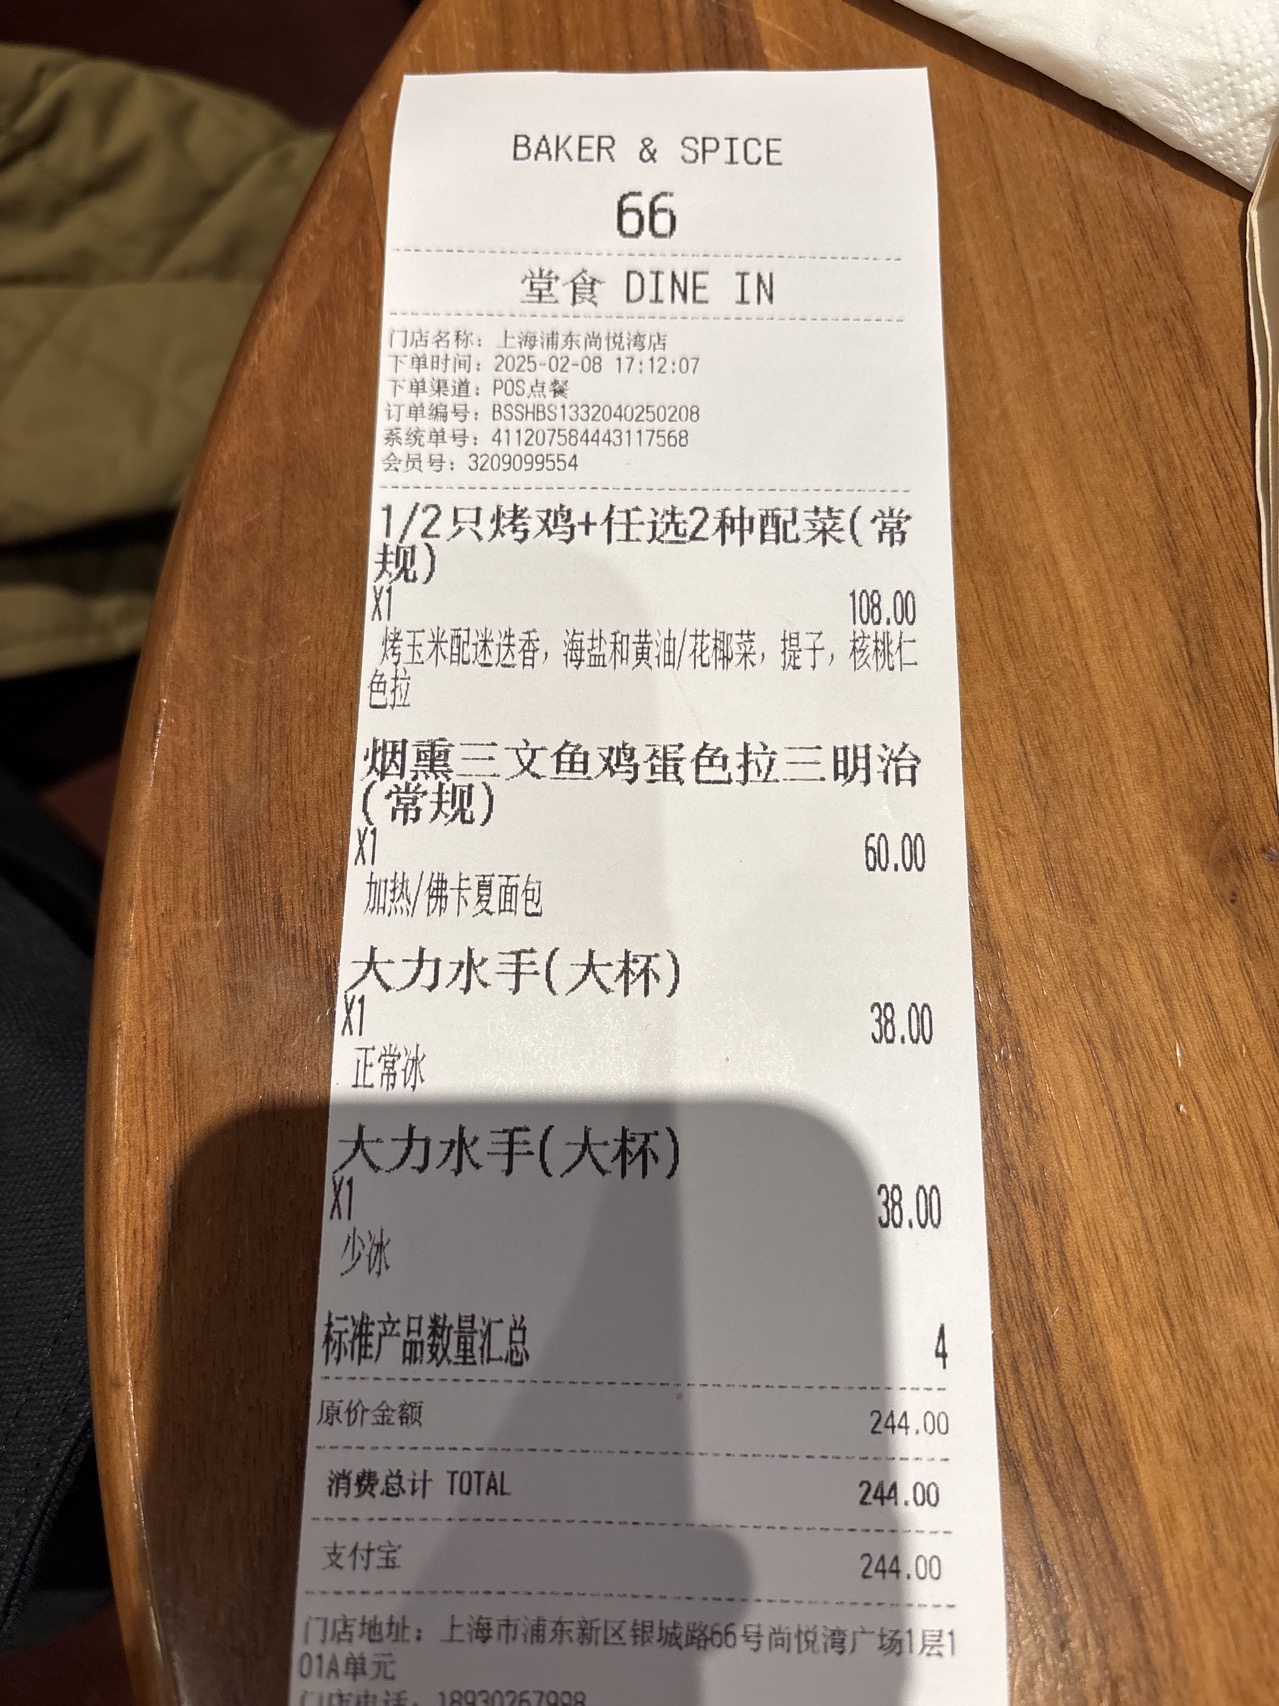 BAKER & SPICE
66
堂食 DINE IN
门店名称：上海浦东尚悦湾店
下单时间：2025-02-08 17:12:07
下单渠道：POS点餐
订单编号：BSSHBS1332040250208
系统单号：411207584443117568
会员号：3209099554
1/2只烤鸡+任选2种配菜(常
规)
X1 108.00
烤玉米配迷迭香，海盐和黄油/花椰菜，提子，核桃仁
色拉
烟熏三文鱼鸡蛋色拉三明治
(常规)
X1 60.00
加热/佛卡夏面包
大力水手(大杯)
X1 38.00
正常冰
大力水手(大杯)
X1 38.00
少冰
标准产品数量汇总 4
原价金额 244.00
消费总计 TOTAL 244.00
支付宝 244.00
门店地址：上海市浦东新区银城路66号尚悦湾广场1层1
01A单元
门店电话：18930267998